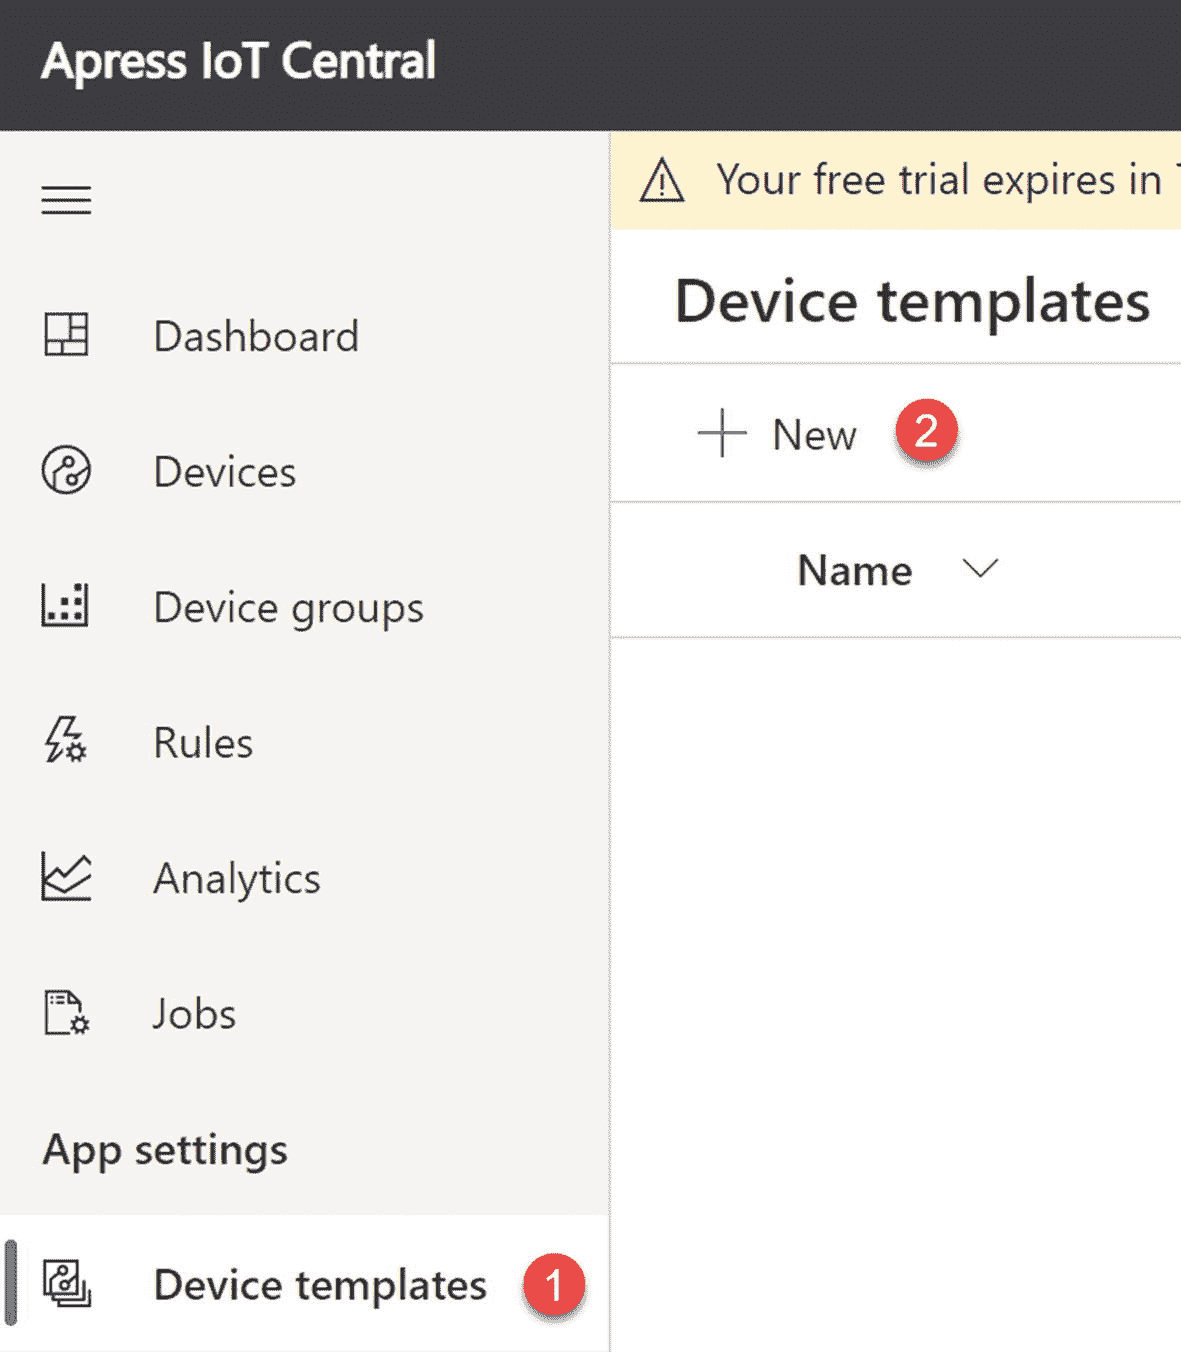 Apress IoT Central
Your free trial expires in
Device templates
Dashboard
New 2
Devices
Name
Device groups
Rules
Analytics
Jobs
App settings
Device templates 1